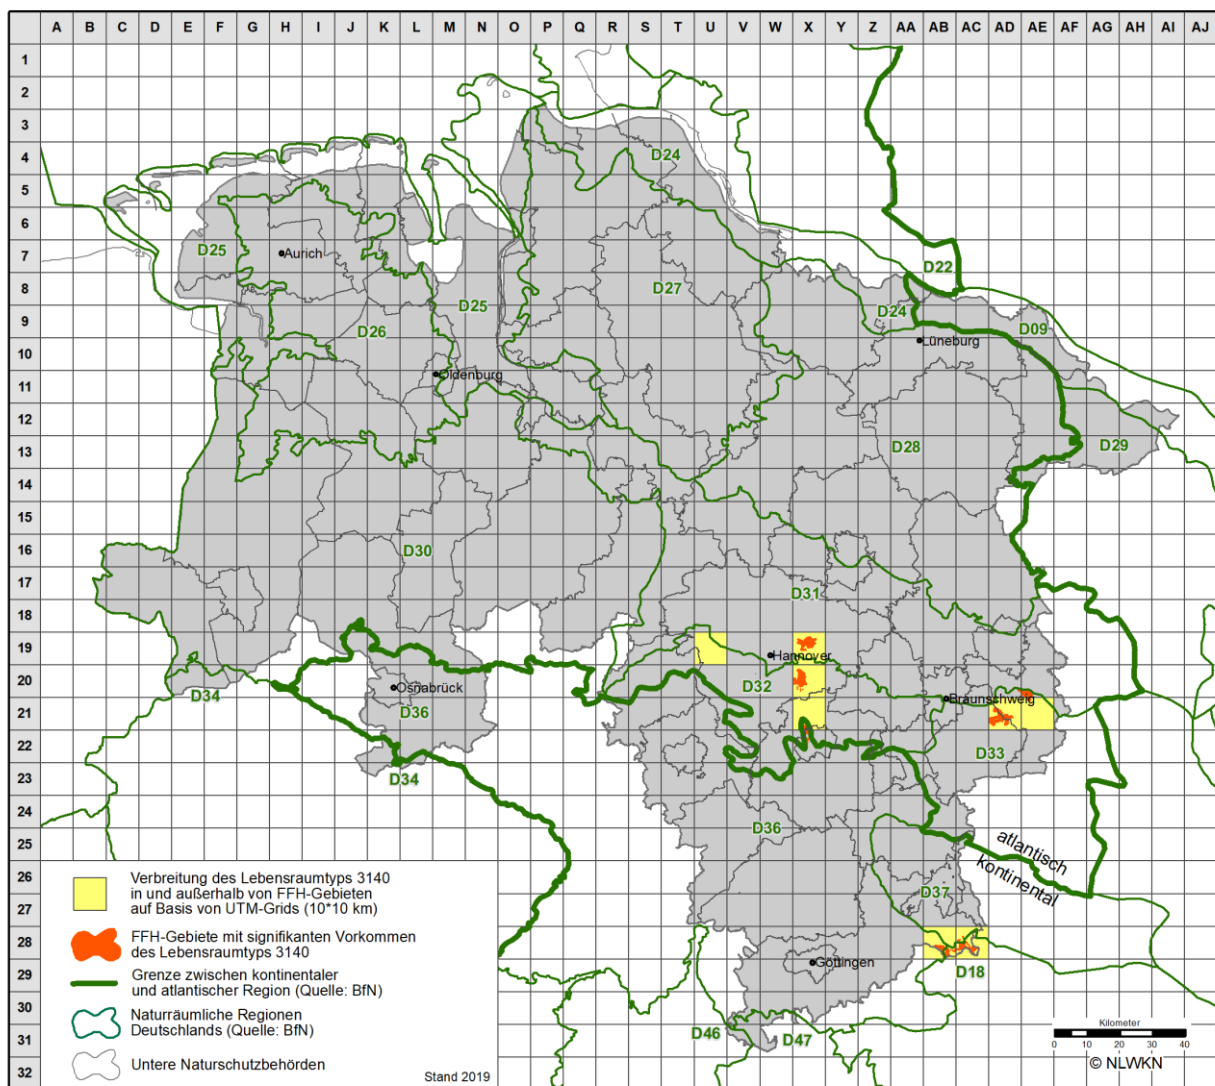 A B C D E F G H I J K L M N O P Q R S T U V W X Y Z AA AB AC AD AE AF AG AH AI AJ
1
2
3
4
D24
5
6
7
D25
Aurich
D22
8
D27
9
D26
D25
D24
D09
Lüneburg
10
Oldenburg
11
12
13
D28
D29
14
15
16
D30
17
18
D31
19
Hannover
20
D34
Osnabrück
D32
Braunschweig
21
D36
22
D33
23
D34
24
25
D36
atlantisch
kontinental
26
D37
27
28
29
Göttingen
D18
30
31
D46
D47
32
Verbreitung des Lebensraumtyps 3140
in und außerhalb von FFH-Gebieten
auf Basis von UTM-Grids (10*10 km)
FFH-Gebiete mit signifikanten Vorkommen
des Lebensraumtyps 3140
Grenze zwischen kontinentaler
und atlantischer Region (Quelle: BfN)
Naturräumliche Regionen
Deutschlands (Quelle: BfN)
Untere Naturschutzbehörden
Stand 2019
Kilometer
0 5 10 20 30 40
© NLWKN